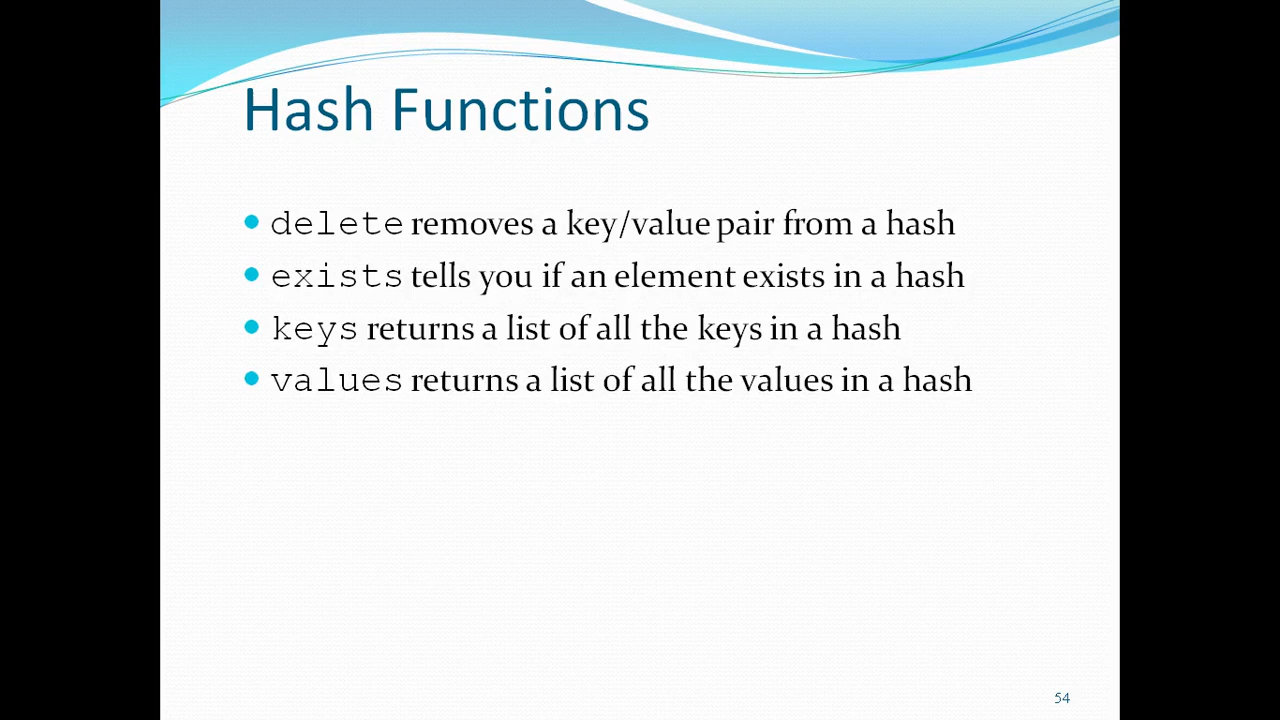 Hash Functions
• delete removes a key/value pair from a hash
• exists tells you if an element exists in a hash
• keys returns a list of all the keys in a hash
• values returns a list of all the values in a hash
54